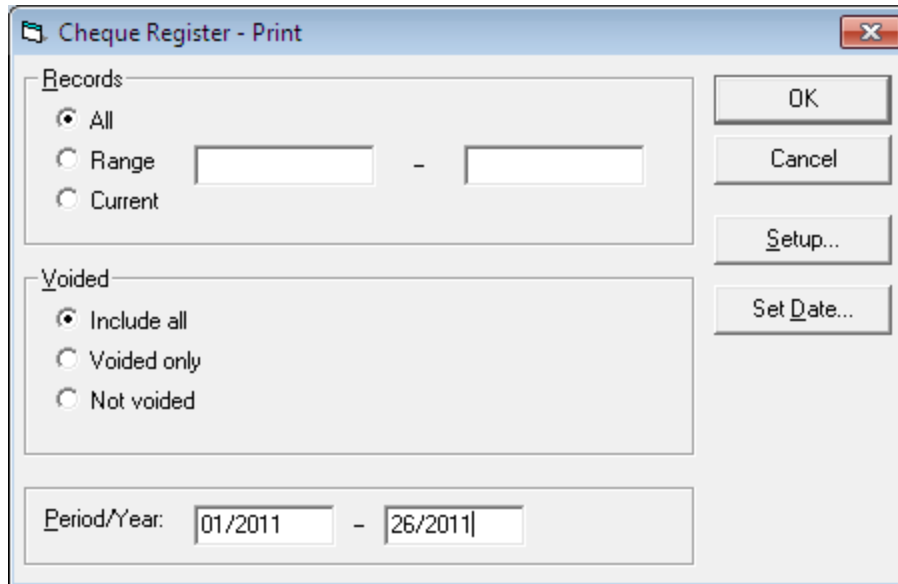 Cheque Register - Print
Records
All
Range -
Current
OK
Cancel
Setup...
Set Date...
Voided
Include all
Voided only
Not voided
Period/Year: 01/2011 - 26/2011